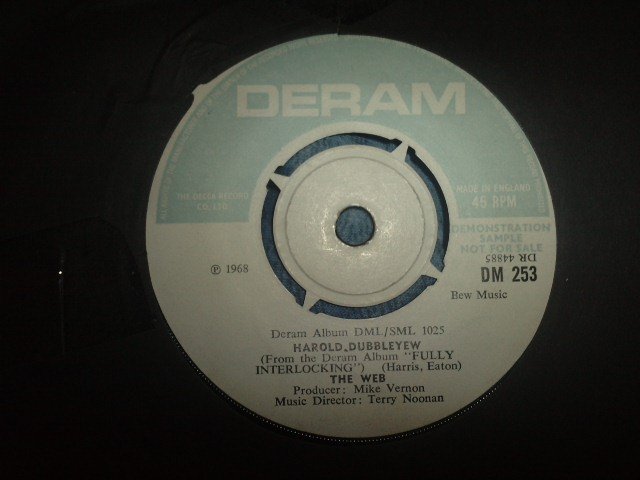 DERAM
THE DECCA RECORD
CO. LTD.
MADE IN ENGLAND
45 RPM
DEMONSTRATION
SAMPLE
NOT FOR SALE
DR 44885
DM 253
℗ 1968
Bew Music
Deram Album DML/SML 1025
HAROLD DUBBLEYEW
(From the Deram Album "FULLY
INTERLOCKING") (Harris, Eaton)
THE WEB
Producer: Mike Vernon
Music Director: Terry Noonan